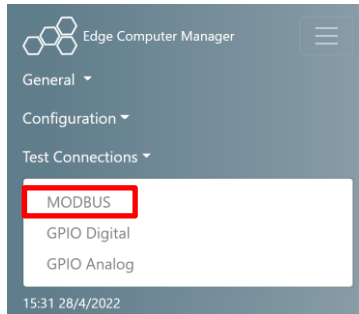 Edge Computer Manager
General
Configuration
Test Connections
MODBUS
GPIO Digital
GPIO Analog
15:31 28/4/2022